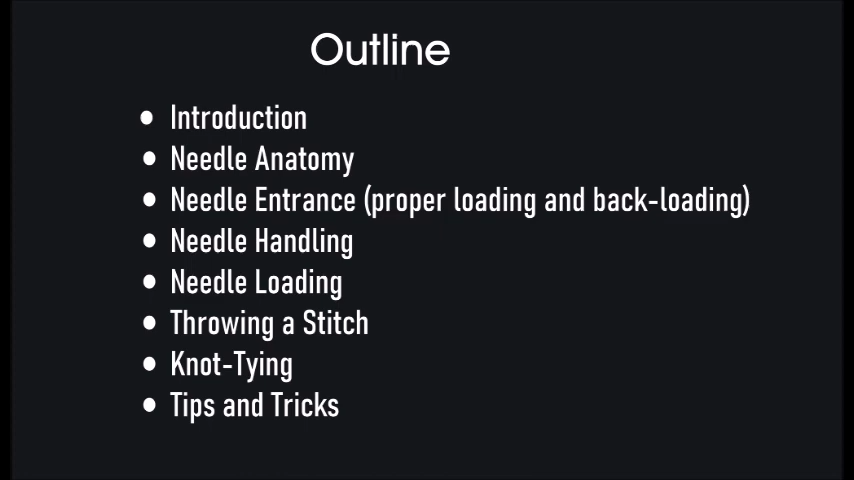 Outline
• Introduction
• Needle Anatomy
• Needle Entrance (proper loading and back-loading)
• Needle Handling
• Needle Loading
• Throwing a Stitch
• Knot-Tying
• Tips and Tricks